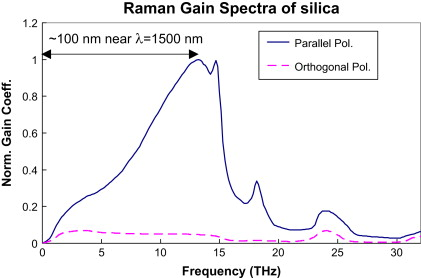 Raman Gain Spectra of silica
1.2
~100 nm near λ=1500 nm
Parallel Pol.
Orthogonal Pol.
1
0.8
0.6
0.4
0.2
0
Norm. Gain Coeff.
0 5 10 15 20 25 30
Frequency (THz)